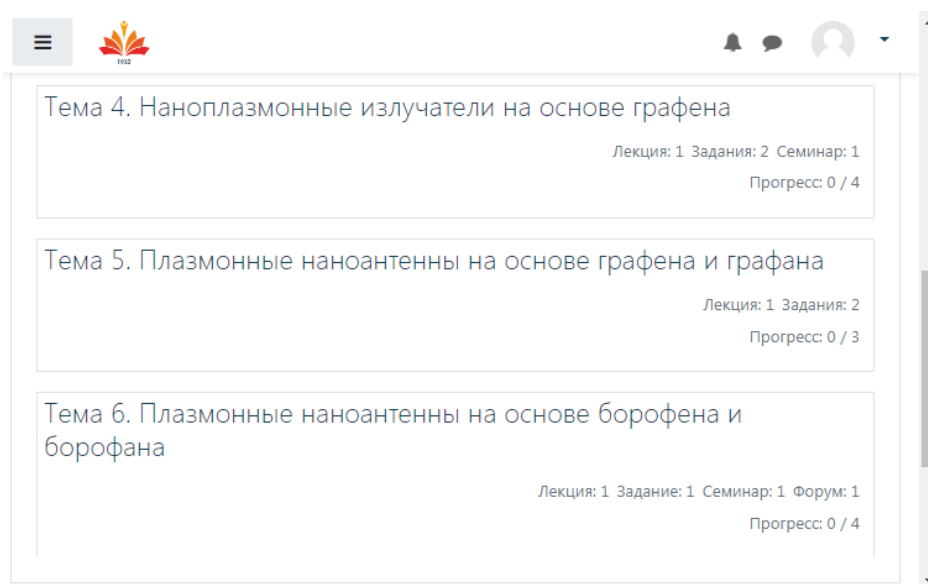 1932
Тема 4. Наноплазмонные излучатели на основе графена
Лекция: 1 Задания: 2 Семинар: 1
Прогресс: 0 / 4
Тема 5. Плазмонные наноантенны на основе графена и графана
Лекция: 1 Задания: 2
Прогресс: 0 / 3
Тема 6. Плазмонные наноантенны на основе борофена и
борофана
Лекция: 1 Задание: 1 Семинар: 1 Форум: 1
Прогресс: 0 / 4